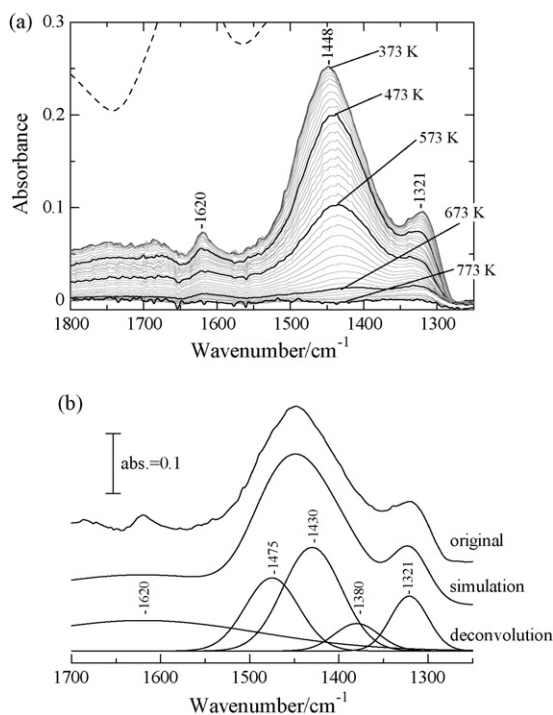 (a)
0.3
0.2
0.1
0
Absorbance
-1620
-1448
-1321
373 K
473 K
573 K
673 K
773 K
1800 1700 1600 1500 1400 1300
Wavenumber/cm-1
(b)
abs.=0.1
original
simulation
deconvolution
-1620
-1475
-1430
-1380
-1321
1700 1600 1500 1400 1300
Wavenumber/cm-1